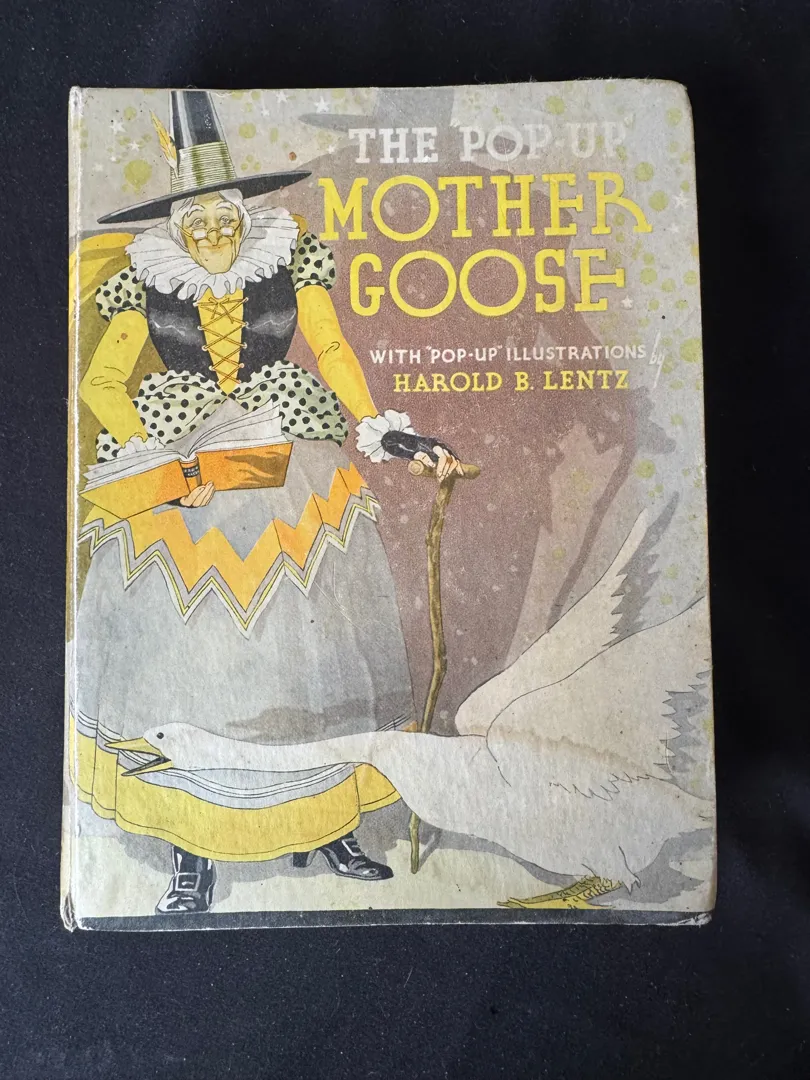 THE POP-UP
MOTHER
GOOSE
WITH "POP-UP" ILLUSTRATIONS by
HAROLD B. LENTZ